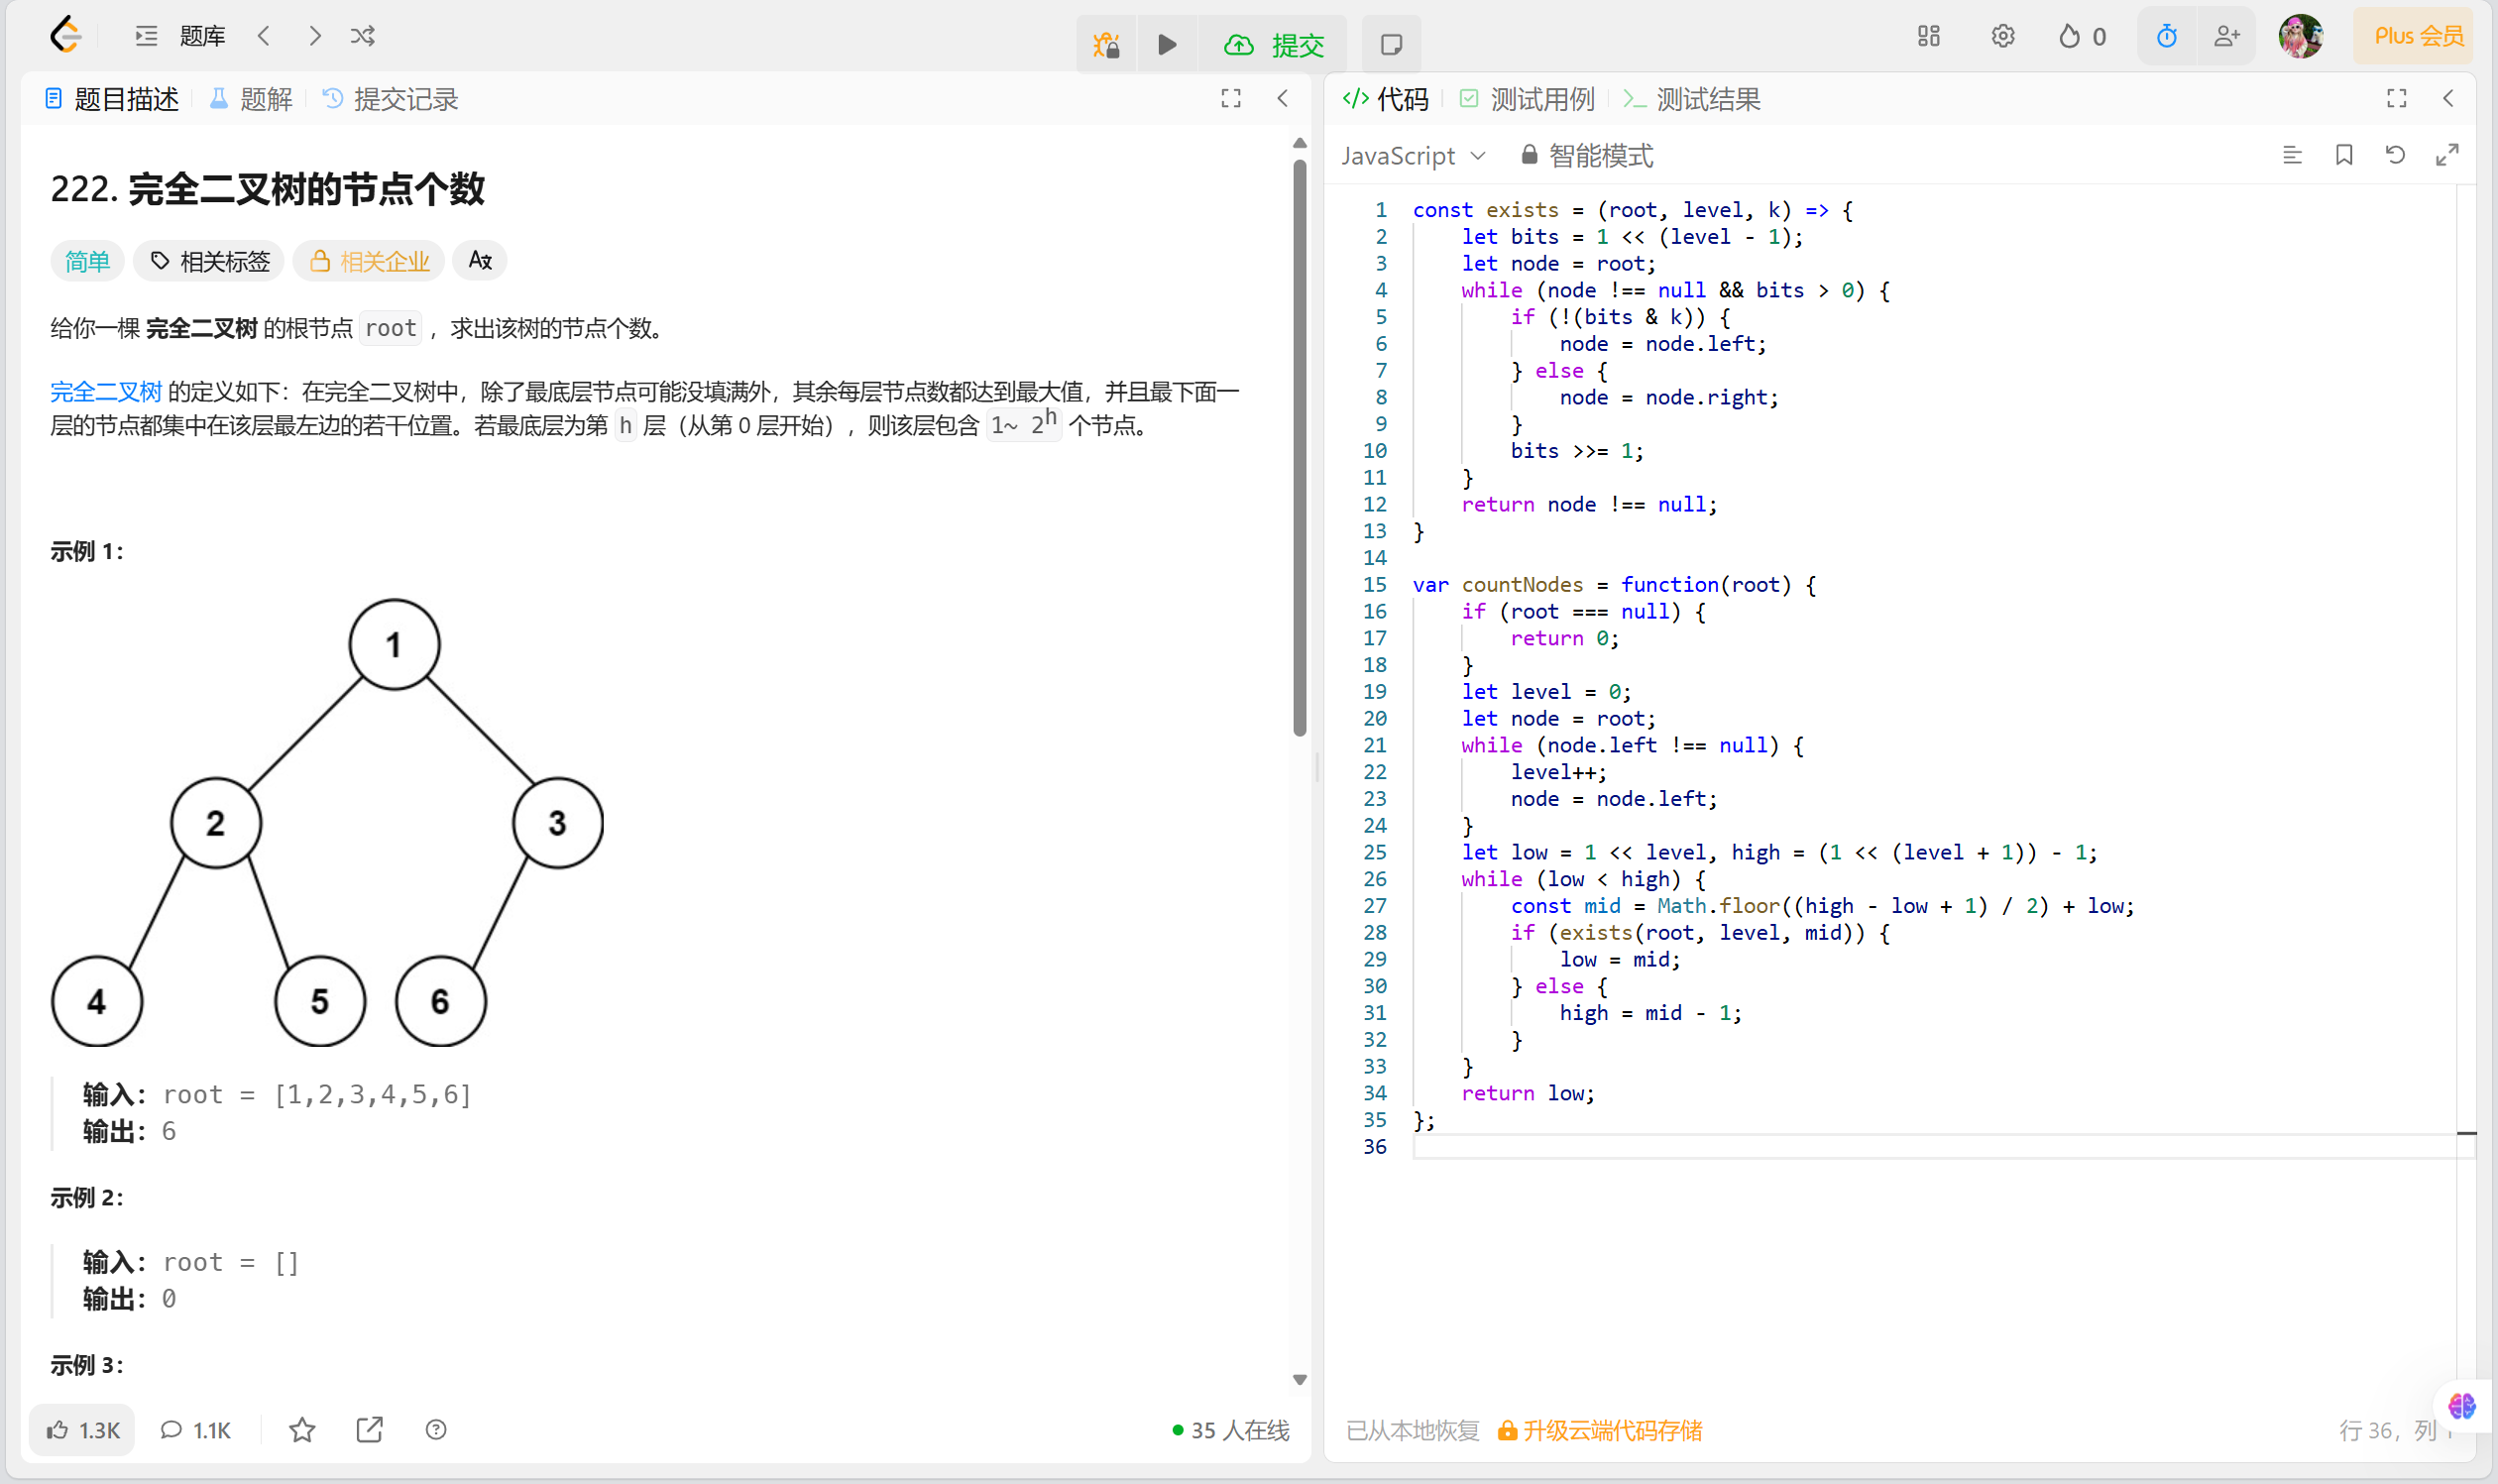 题库
提交
0
Plus 会员
题目描述
题解
提交记录
222. 完全二叉树的节点个数
简单
相关标签
相关企业
给你一棵 完全二叉树 的根节点 root ，求出该树的节点个数。
完全二叉树 的定义如下：在完全二叉树中，除了最底层节点可能没填满外，其余每层节点数都达到最大值，并且最下面一
层的节点都集中在该层最左边的若干位置。若最底层为第 h 层（从第 0 层开始），则该层包含 1~ 2^h 个节点。
示例 1：
1
2
3
4
5
6
输入：root = [1,2,3,4,5,6]
输出：6
示例 2：
输入：root = []
输出：0
示例 3：
1.3K
1.1K
35 人在线
代码
测试用例
测试结果
JavaScript
智能模式
1 const exists = (root, level, k) => {
2     let bits = 1 << (level - 1);
3     let node = root;
4     while (node !== null && bits > 0) {
5         if (!(bits & k)) {
6             node = node.left;
7         } else {
8             node = node.right;
9         }
10         bits >>= 1;
11     }
12     return node !== null;
13 }
14
15 var countNodes = function(root) {
16     if (root === null) {
17         return 0;
18     }
19     let level = 0;
20     let node = root;
21     while (node.left !== null) {
22         level++;
23         node = node.left;
24     }
25     let low = 1 << level, high = (1 << (level + 1)) - 1;
26     while (low < high) {
27         const mid = Math.floor((high - low + 1) / 2) + low;
28         if (exists(root, level, mid)) {
29             low = mid;
30         } else {
31             high = mid - 1;
32         }
33     }
34     return low;
35 };
36
已从本地恢复
升级云端代码存储
行 36，列